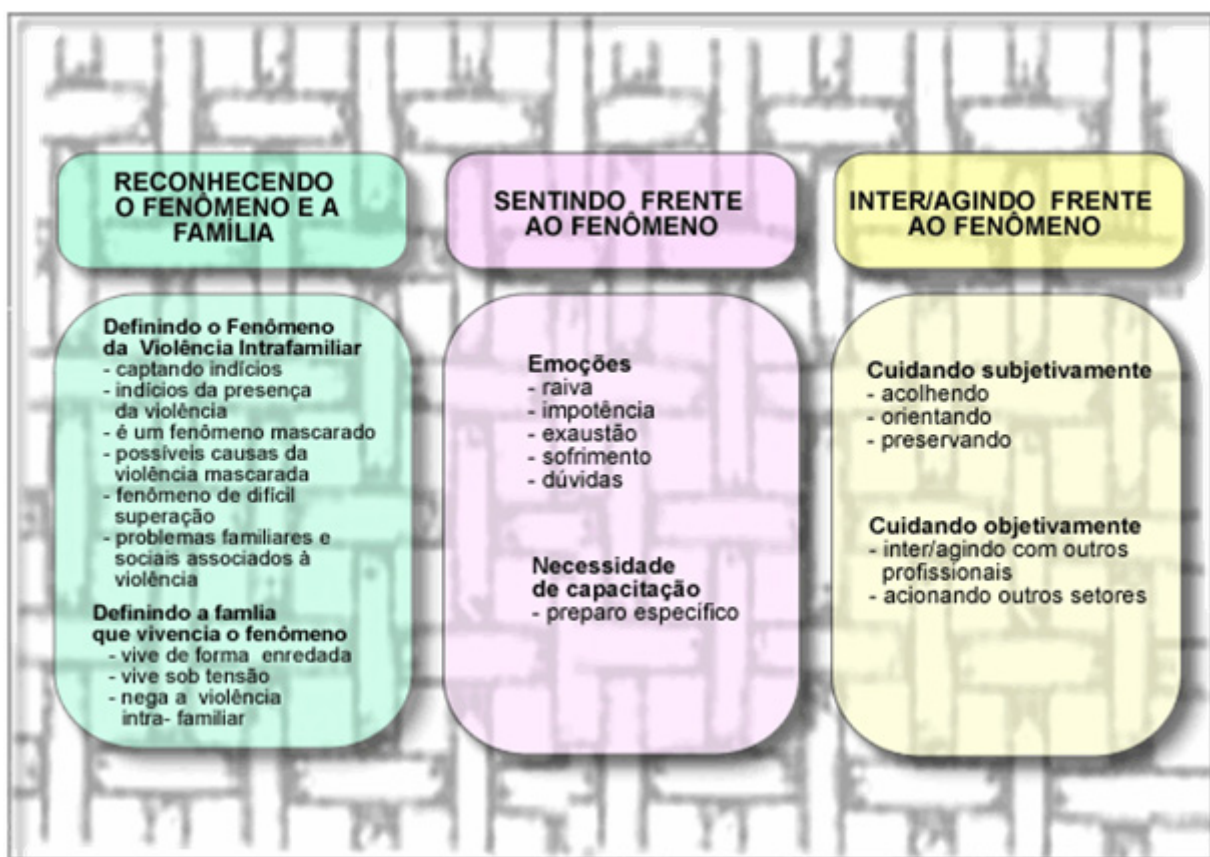 RECONHECENDO
O FENÔMENO E A
FAMÍLIA
Definindo o Fenômeno
da Violência Intrafamiliar
- captando indícios
- indícios da presença
da violência
- é um fenômeno mascarado
- possíveis causas da
violência mascarada
- fenômeno de difícil
superação
- problemas familiares e
sociais associados à
violência
Definindo a famlia
que vivencia o fenômeno
- vive de forma enredada
- vive sob tensão
- nega a violência
intra- familiar
SENTINDO FRENTE
AO FENÔMENO
Emoções
- raiva
- impotência
- exaustão
- sofrimento
- dúvidas
Necessidade
de capacitação
- preparo específico
INTER/AGINDO FRENTE
AO FENÔMENO
Cuidando subjetivamente
- acolhendo
- orientando
- preservando
Cuidando objetivamente
- inter/agindo com outros
profissionais
- acionando outros setores